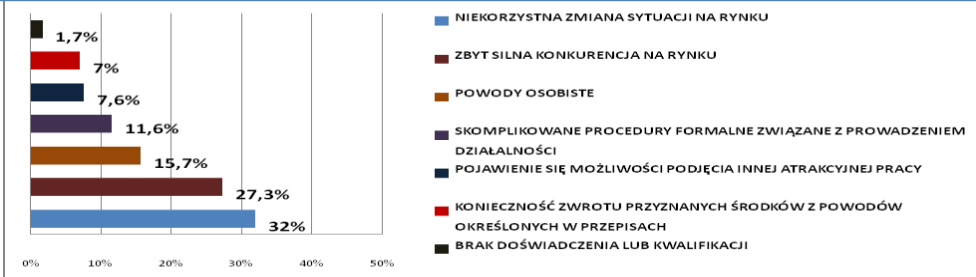 1,7%
7%
7,6%
11,6%
15,7%
27,3%
32%
0% 10% 20% 30% 40% 50%
NIEKORZYSTNA ZMIANA SYTUACJI NA RYNKU
ZBYT SILNA KONKURENCJA NA RYNKU
POWODY OSOBISTE
SKOMPLIKOWANE PROCEDURY FORMALNE ZWIĄZANE Z PROWADZENIEM
DZIAŁALNOŚCI
POJAWIENIE SIĘ MOŻLIWOŚCI PODJĘCIA INNEJ ATRAKCYJNEJ PRACY
KONIECZNOŚĆ ZWROTU PRZYZNANYCH ŚRODKÓW Z POWODÓW
OKREŚLONYCH W PRZEPISACH
BRAK DOŚWIADCZENIA LUB KWALIFIKACJI